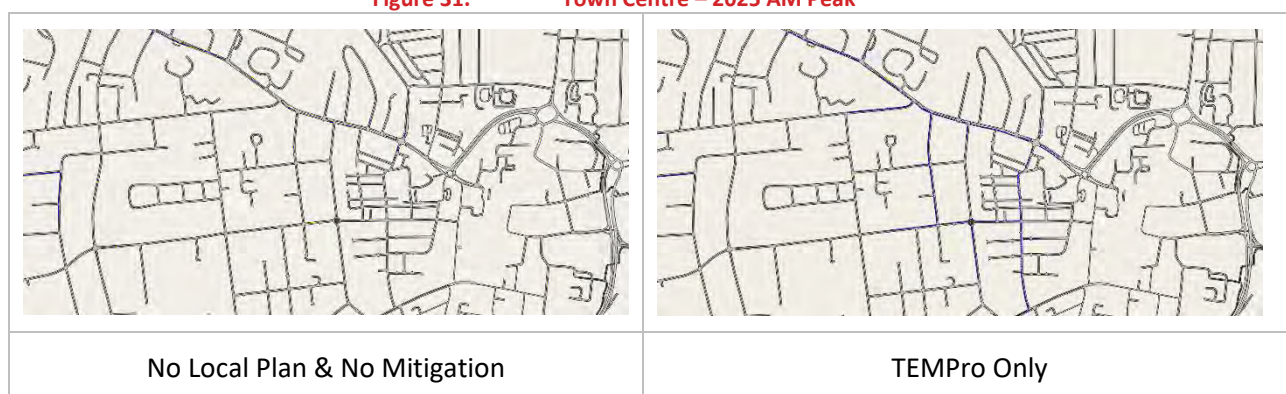 Figure 31. Town Centre – 2025 AM Peak
No Local Plan & No Mitigation
TEMPro Only